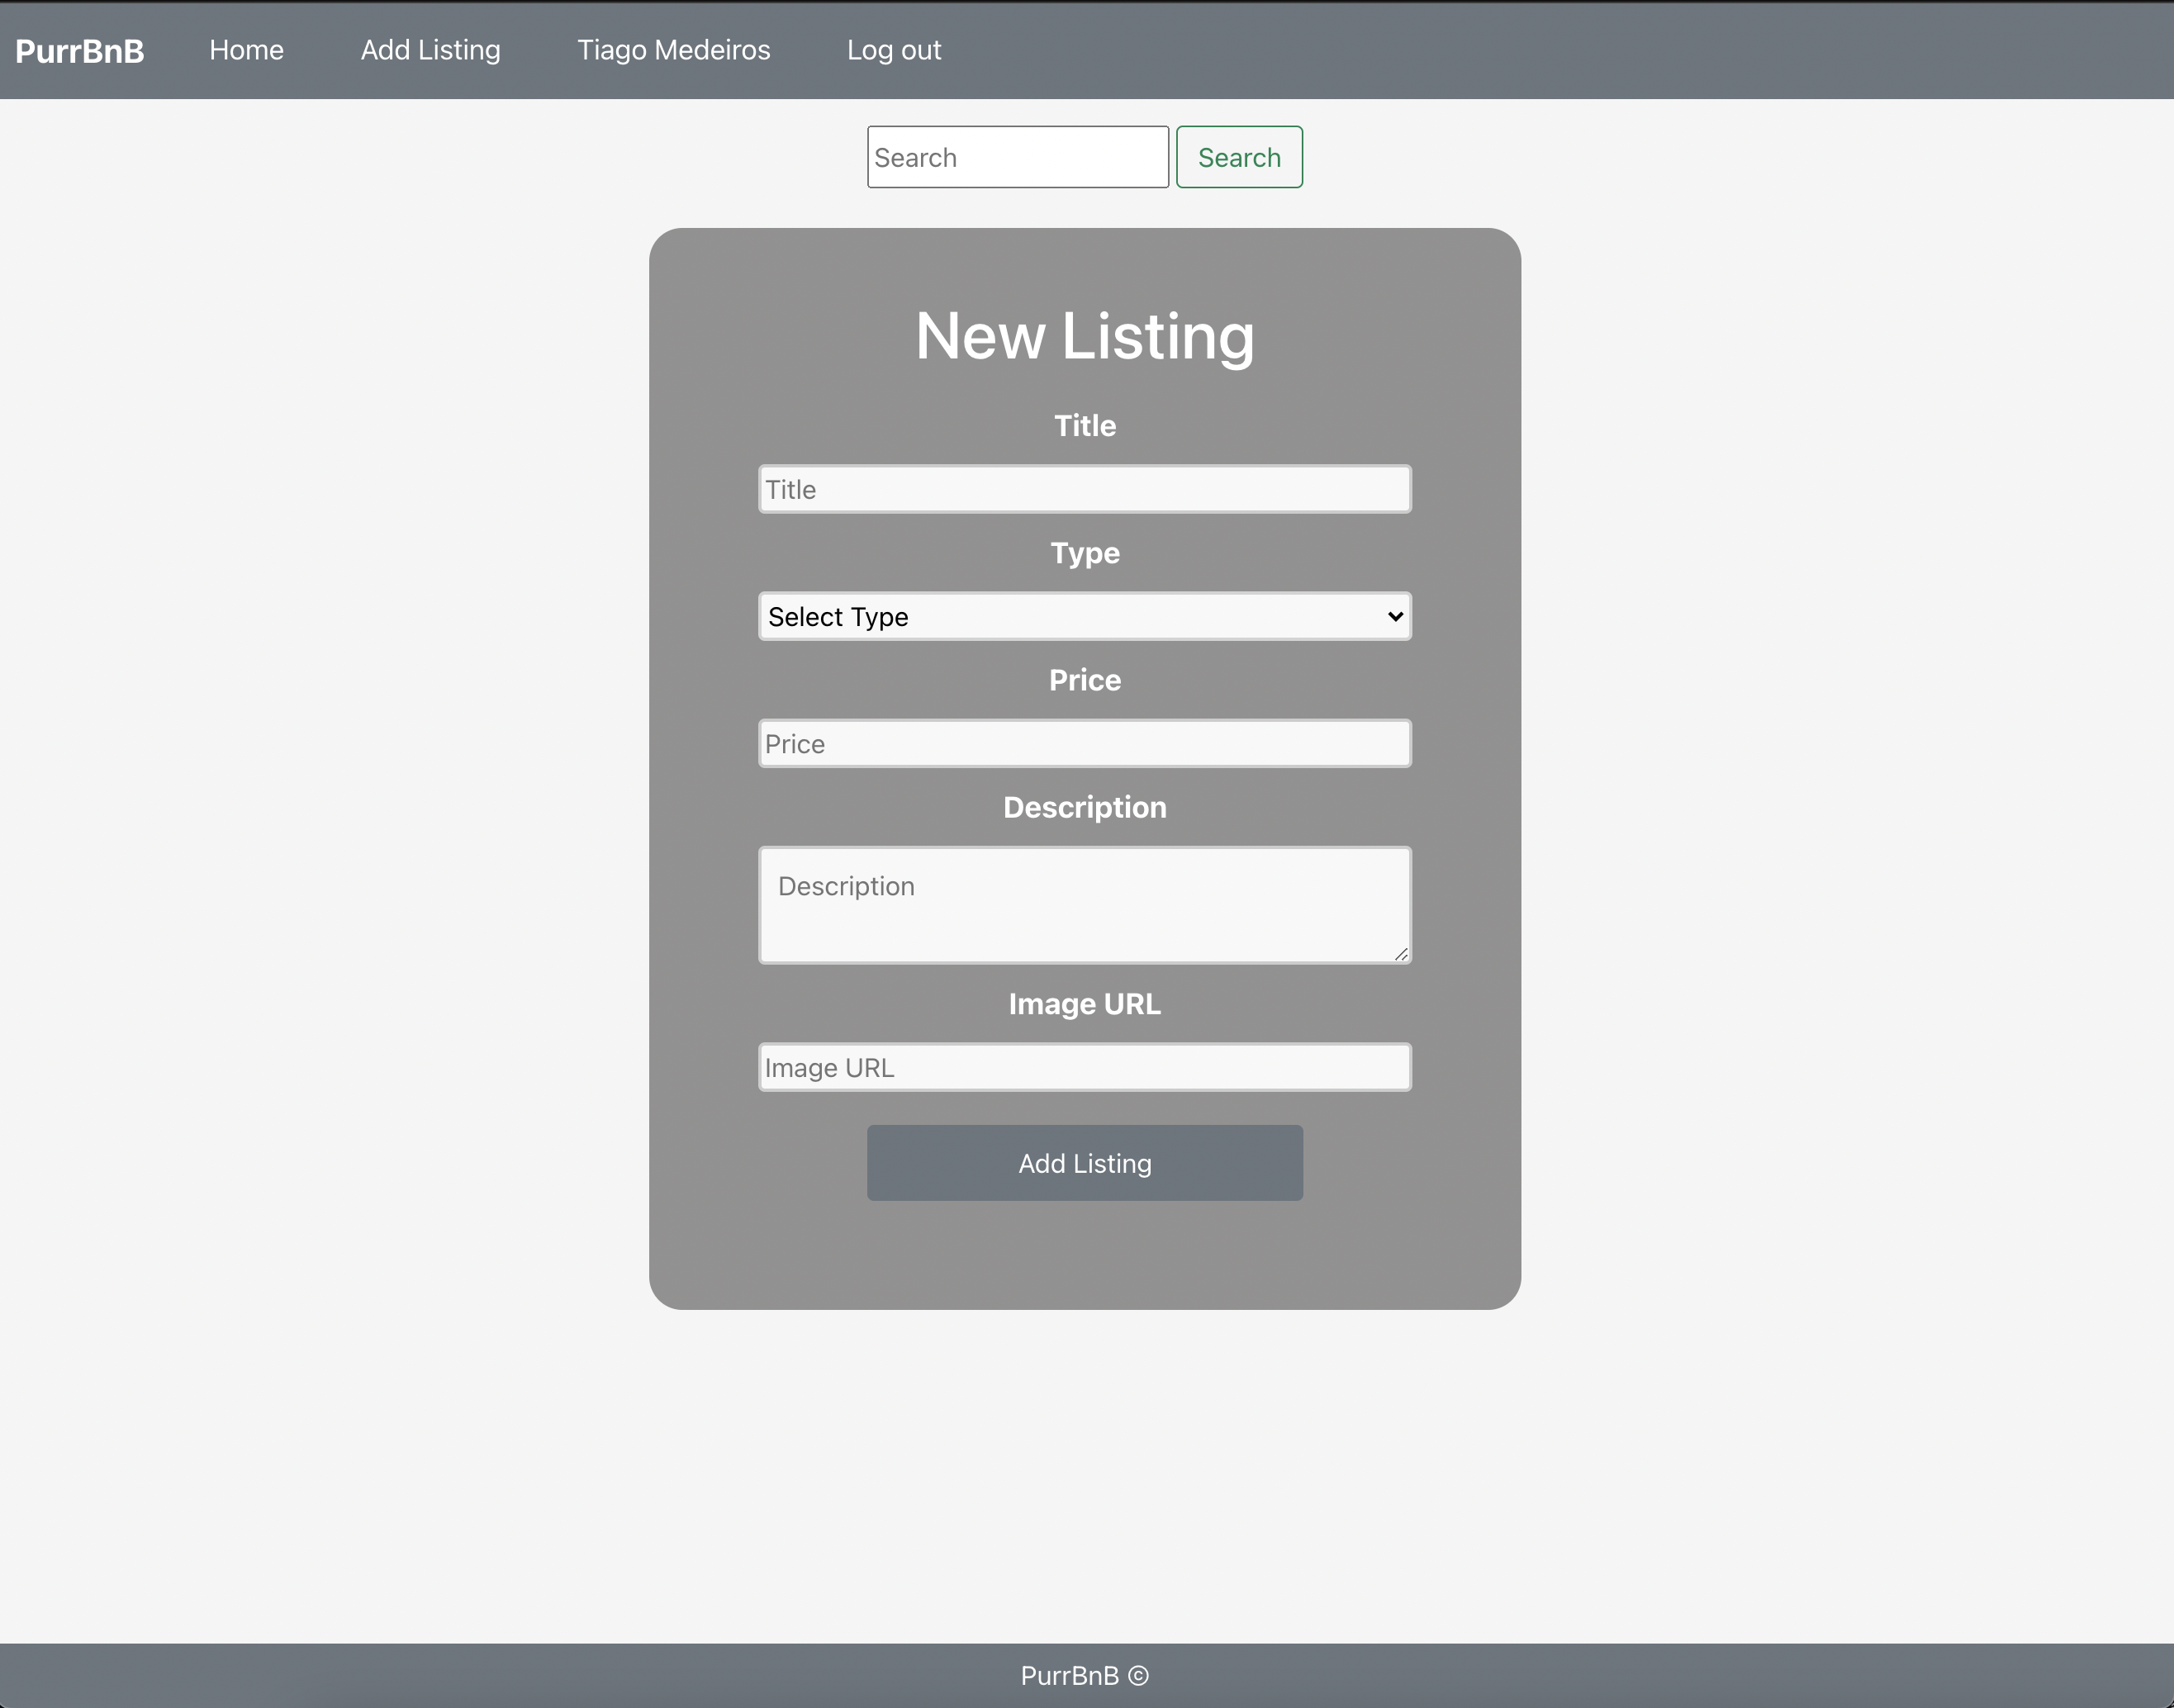 PurrBnB Home Add Listing Tiago Medeiros Log out
Search Search
New Listing
Title
Title
Type
Select Type
Price
Price
Description
Description
Image URL
Image URL
Add Listing
PurrBnB ©